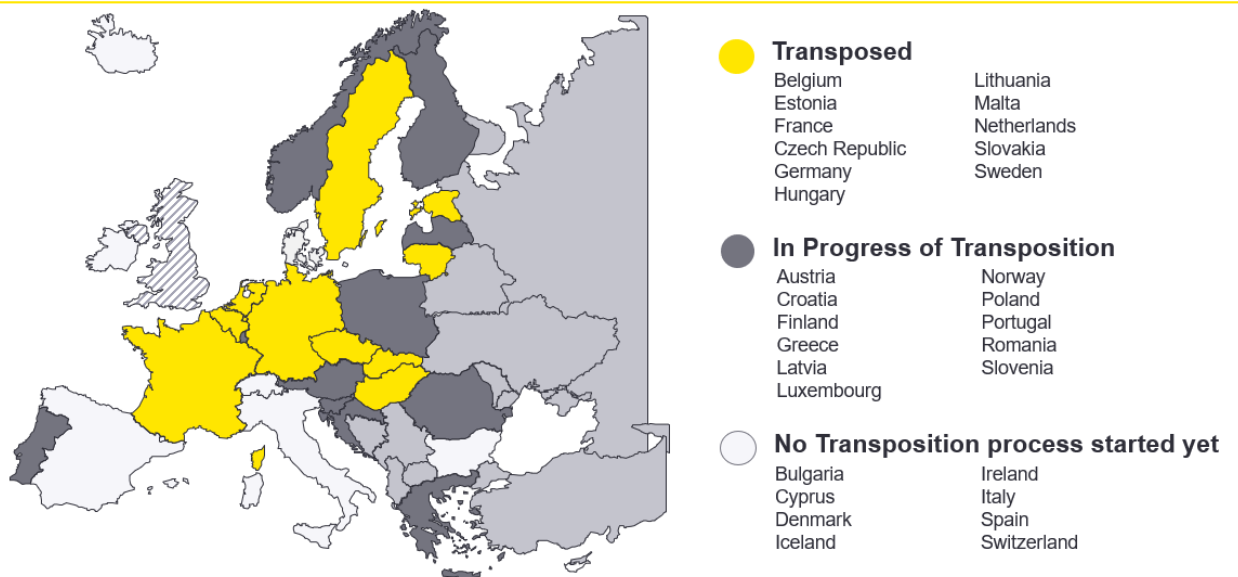 Transposed
Belgium
Estonia
France
Czech Republic
Germany
Hungary
Lithuania
Malta
Netherlands
Slovakia
Sweden
In Progress of Transposition
Austria
Croatia
Finland
Greece
Latvia
Luxembourg
Norway
Poland
Portugal
Romania
Slovenia
No Transposition process started yet
Bulgaria
Cyprus
Denmark
Iceland
Ireland
Italy
Spain
Switzerland